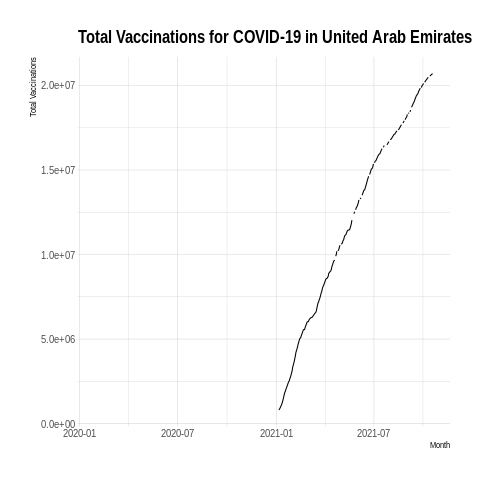 Total Vaccinations for COVID-19 in United Arab Emirates
Total Vaccinations
2.0e+07
1.5e+07
1.0e+07
5.0e+06
0.0e+00
2020-01 2020-07 2021-01 2021-07
Month